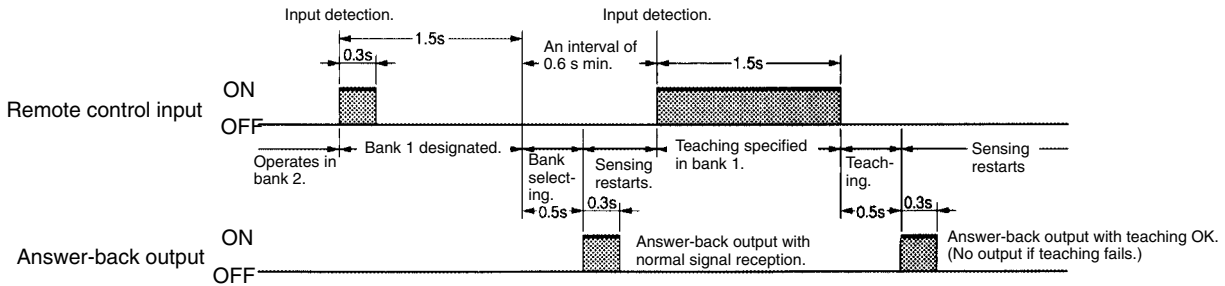 Input detection.
Input detection.
1.5s
An interval of
0.6 s min.
0.3s
1.5s
ON
Remote control input
OFF
Operates in
bank 2.
Bank 1 designated.
Bank
select-
ing.
Sensing
restarts.
Teaching specified
in bank 1.
Teach-
ing.
Sensing
restarts
0.5s
0.3s
0.5s
0.3s
ON
Answer-back output
OFF
Answer-back output with
normal signal reception.
Answer-back output with teaching OK.
(No output if teaching fails.)